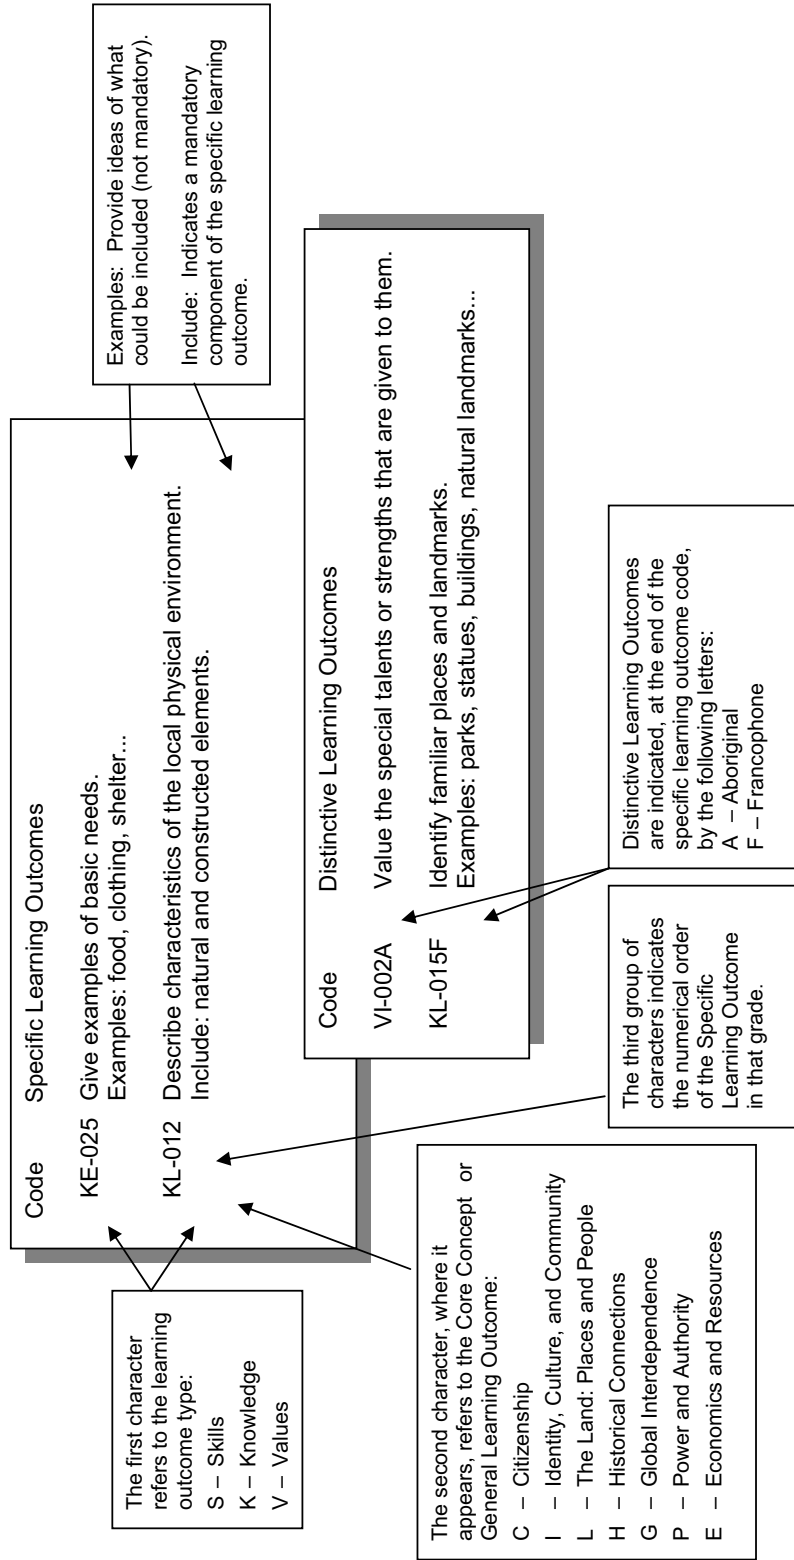 Code Specific Learning Outcomes
KE-025 Give examples of basic needs.
Examples: food, clothing, shelter...
KL-012 Describe characteristics of the local physical environment.
Include: natural and constructed elements.
Examples: Provide ideas of what
could be included (not mandatory).
Include: Indicates a mandatory
component of the specific learning
outcome.
Code Distinctive Learning Outcomes
VI-002A Value the special talents or strengths that are given to them.
KL-015F Identify familiar places and landmarks.
Examples: parks, statues, buildings, natural landmarks...
The first character
refers to the learning
outcome type:
S – Skills
K – Knowledge
V – Values
The second character, where it
appears, refers to the Core Concept or
General Learning Outcome:
C – Citizenship
I – Identity, Culture, and Community
L – The Land: Places and People
H – Historical Connections
G – Global Interdependence
P – Power and Authority
E – Economics and Resources
The third group of
characters indicates
the numerical order
of the Specific
Learning Outcome
in that grade.
Distinctive Learning Outcomes
are indicated, at the end of the
specific learning outcome code,
by the following letters:
A – Aboriginal
F – Francophone